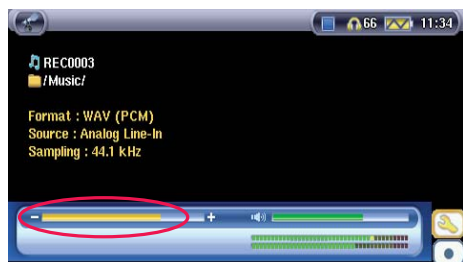 66 11:34
REC0003
/Music/
Format : WAV (PCM)
Source : Analog Line-In
Sampling : 44.1 kHz
- +